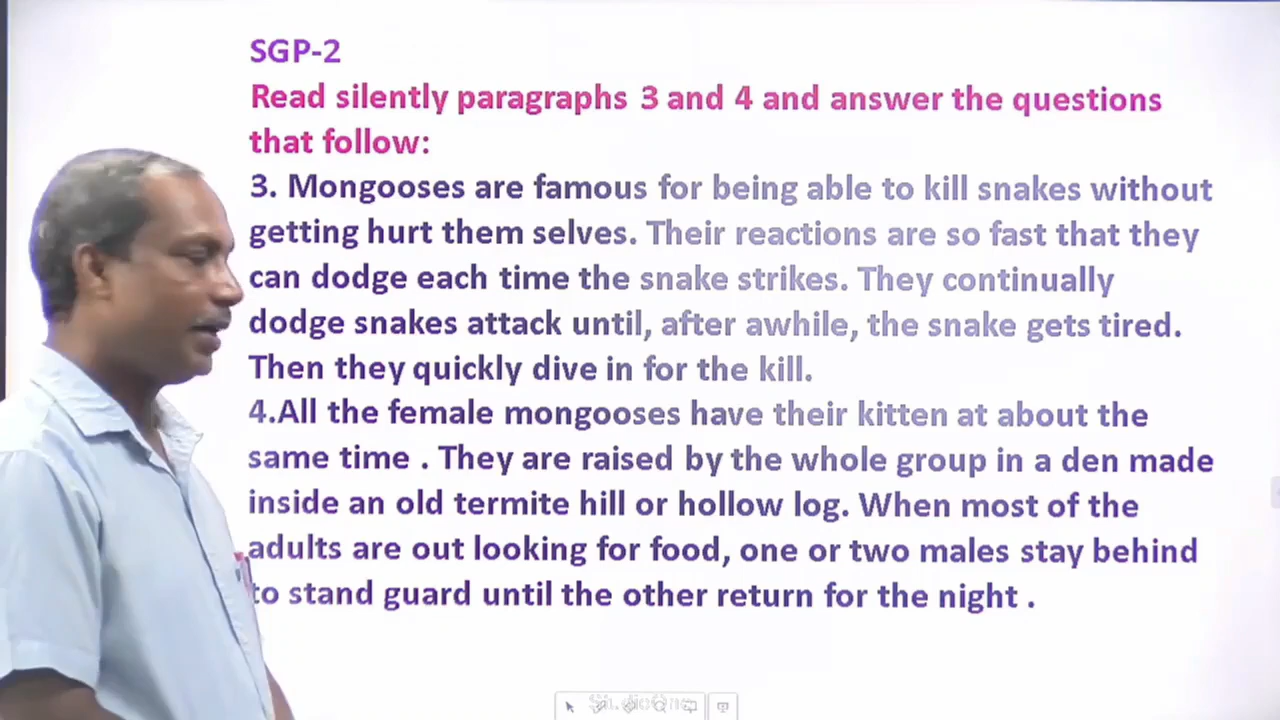 SGP-2
Read silently paragraphs 3 and 4 and answer the questions
that follow:
3. Mongooses are famous for being able to kill snakes without
getting hurt them selves. Their reactions are so fast that they
can dodge each time the snake strikes. They continually
dodge snakes attack until, after awhile, the snake gets tired.
Then they quickly dive in for the kill.
4.All the female mongooses have their kitten at about the
same time . They are raised by the whole group in a den made
inside an old termite hill or hollow log. When most of the
adults are out looking for food, one or two males stay behind
to stand guard until the other return for the night .